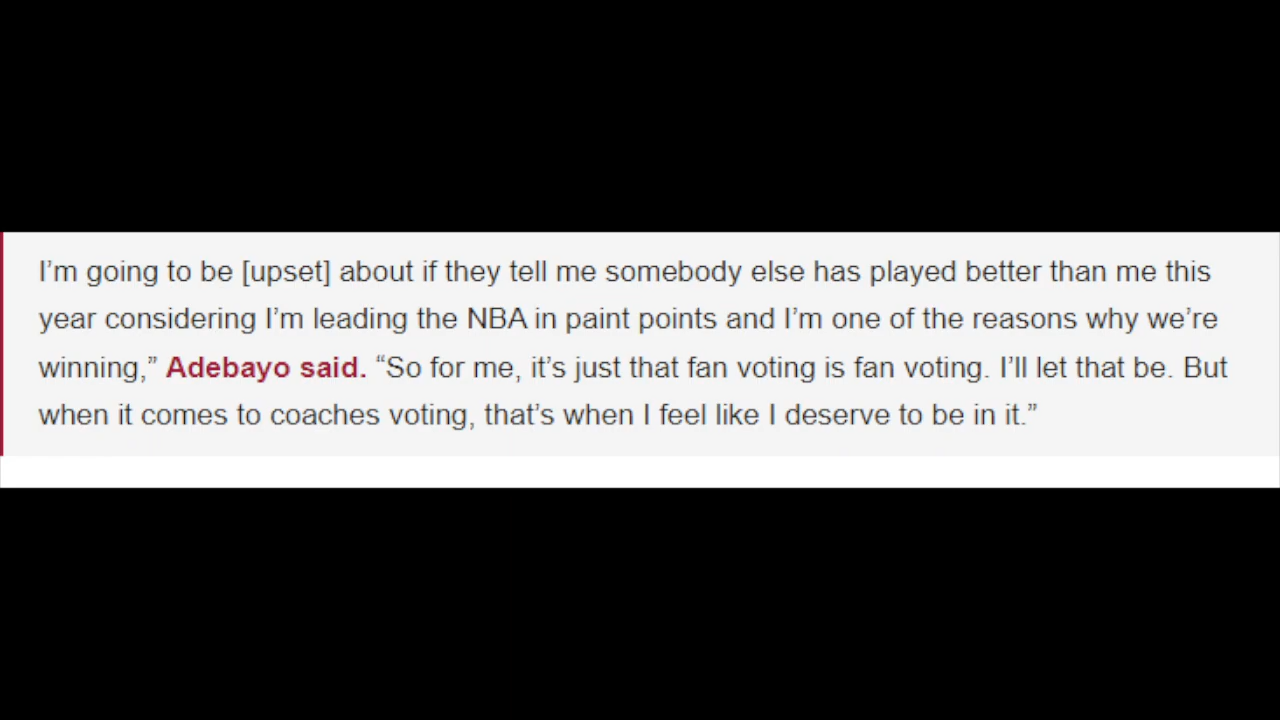 I’m going to be [upset] about if they tell me somebody else has played better than me this
year considering I’m leading the NBA in paint points and I’m one of the reasons why we’re
winning,” Adebayo said. “So for me, it’s just that fan voting is fan voting. I’ll let that be. But
when it comes to coaches voting, that’s when I feel like I deserve to be in it.”